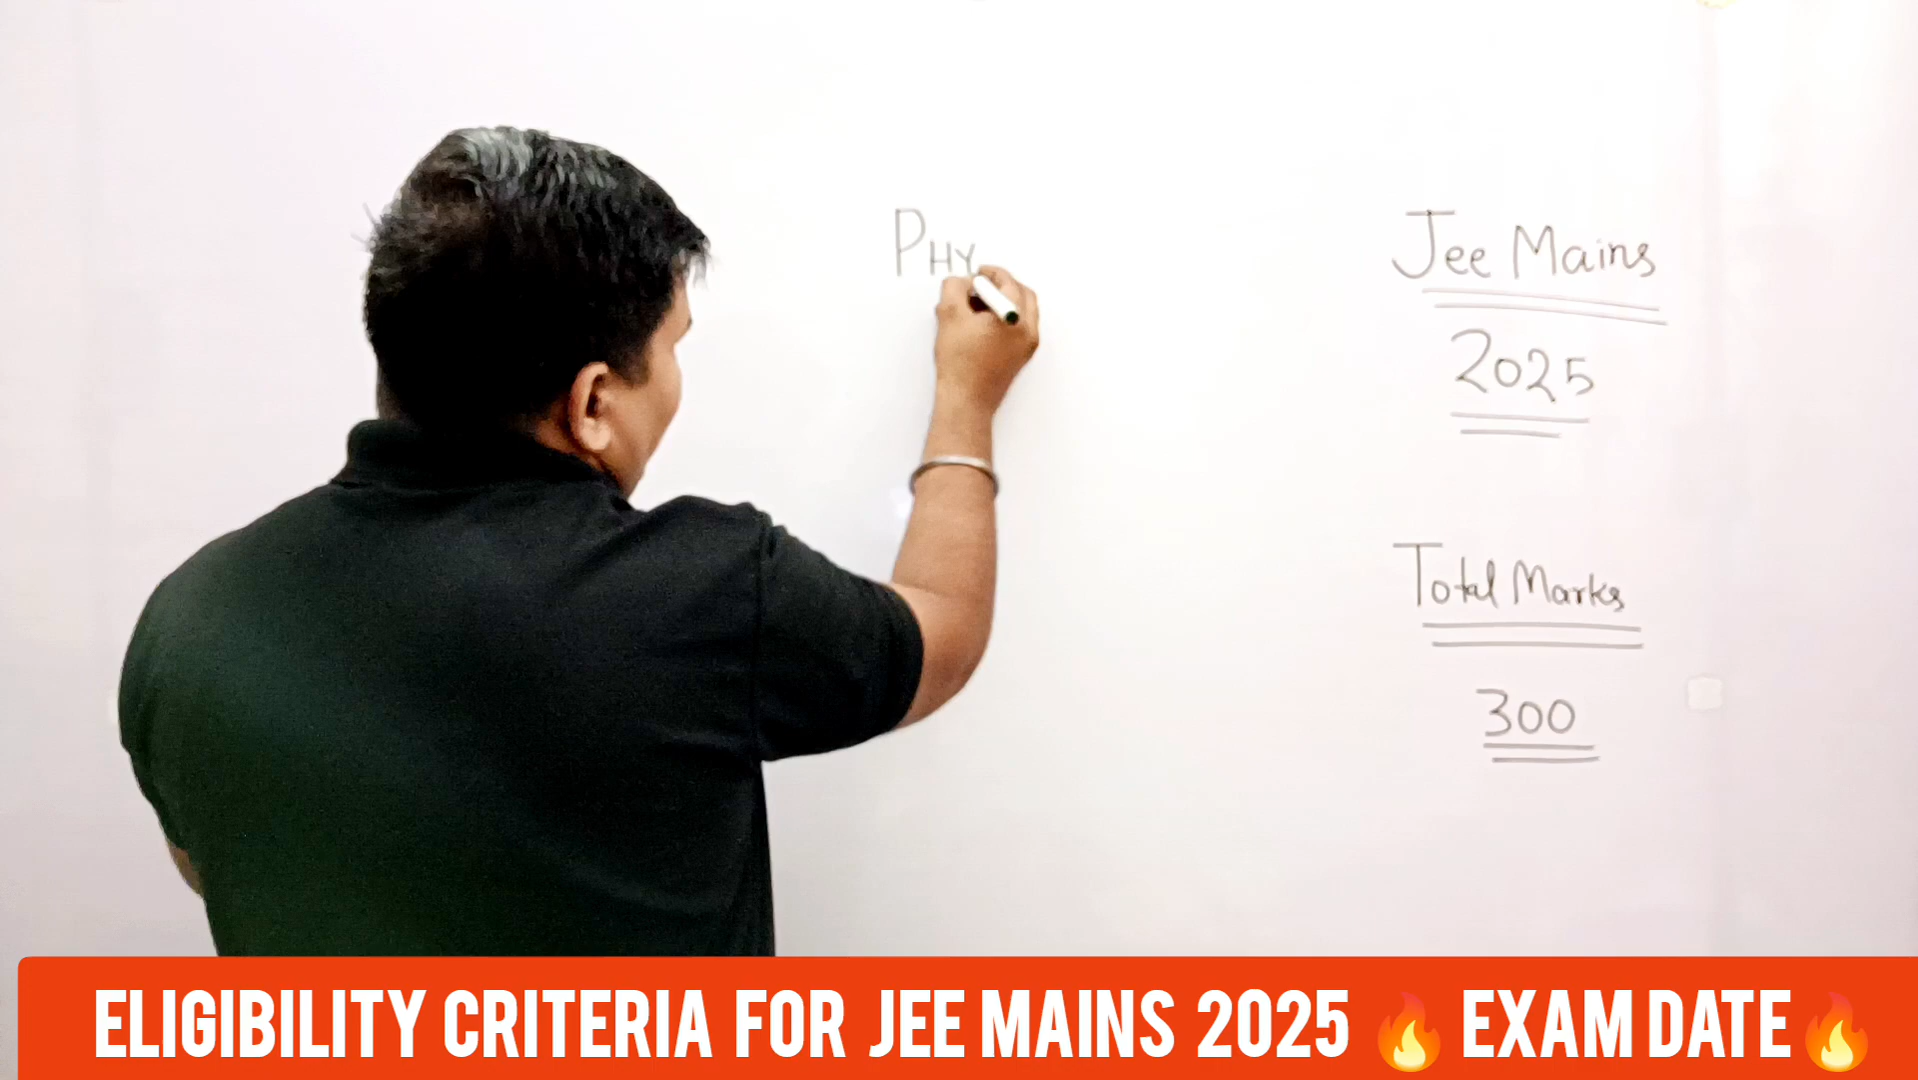 PHY
Jee Mains
2025
Total Marks
300
ELIGIBILITY CRITERIA FOR JEE MAINS 2025 🔥 EXAM DATE 🔥